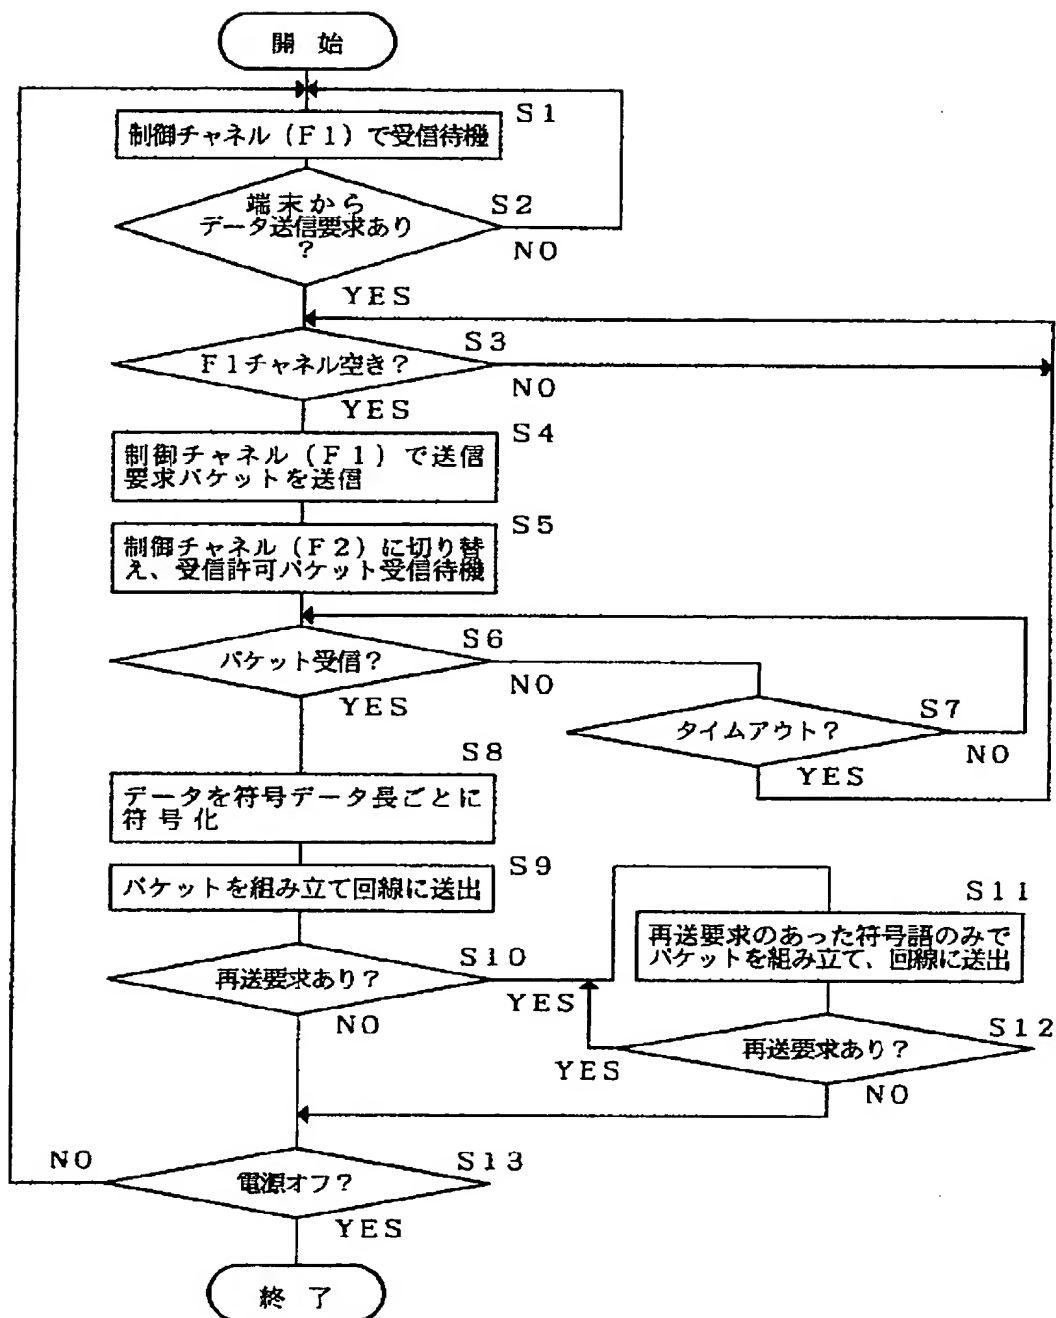 開 始
S1
制御チャネル（F1）で受信待機
端末から
データ送信要求あり
?
S2
NO
YES
F1チャネル空き?
S3
NO
YES
S4
制御チャネル（F1）で送信
要求パケットを送信
S5
制御チャネル（F2）に切り替
え、受信許可パケット受信待機
パケット受信?
S6
NO
YES
タイムアウト?
S7
NO
YES
S8
データを符号データ長ごとに
符号化
S9
パケットを組み立て回線に送出
再送要求あり?
S10
YES
NO
S11
再送要求のあった符号語のみで
パケットを組み立て、回線に送出
再送要求あり?
S12
YES
NO
電源オフ?
S13
NO
YES
終 了